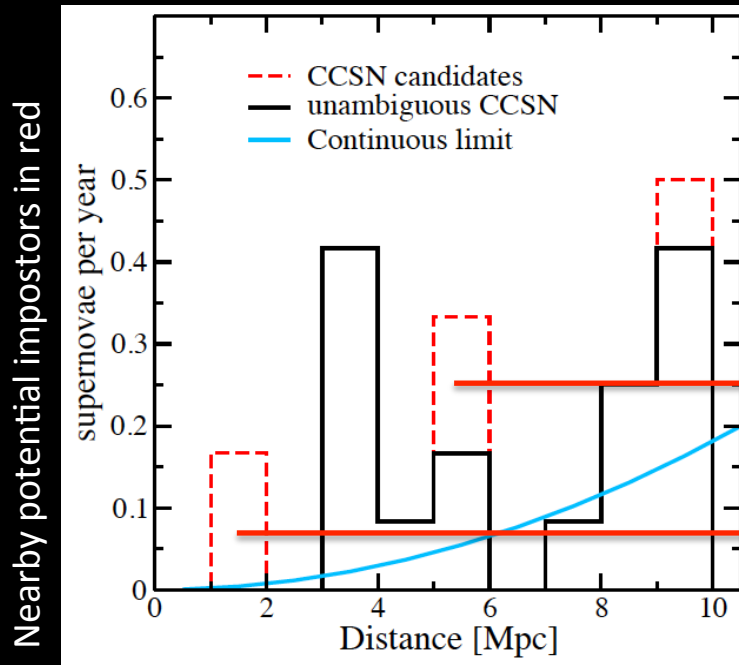 Nearby potential impostors in red
supernovae per year
0.6
0.5
0.4
0.3
0.2
0.1
0
CCSN candidates
unambiguous CCSN
Continuous limit
0 2 4 6 8 10
Distance [Mpc]